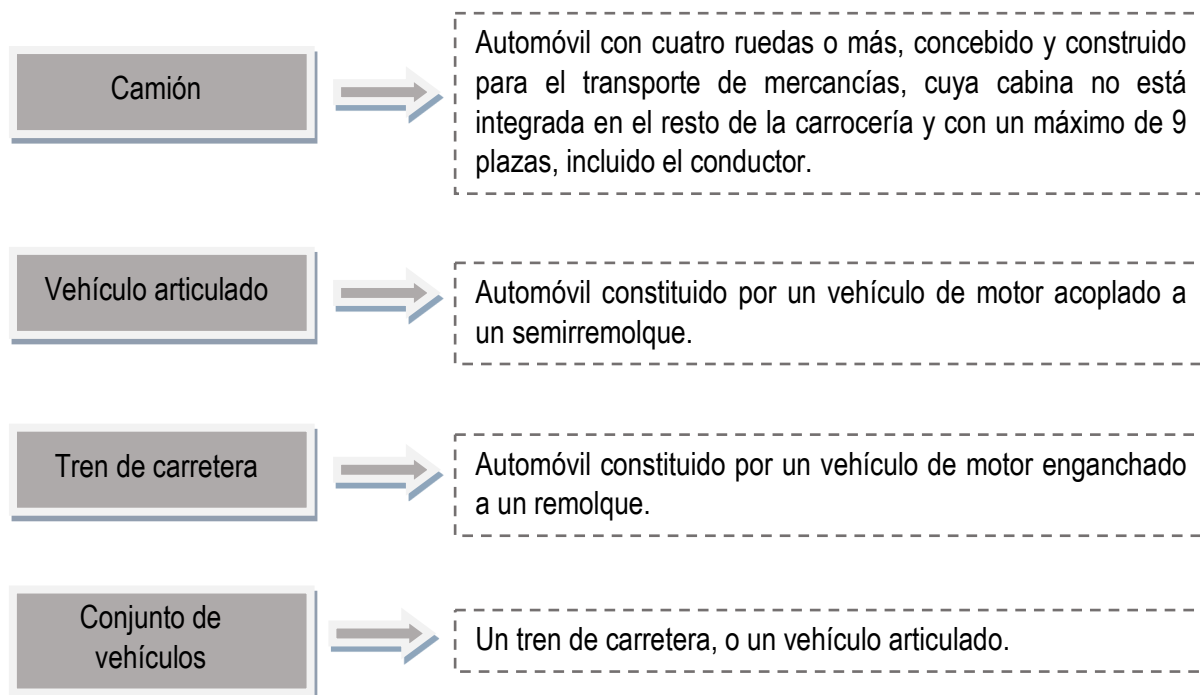 Camión
Automóvil con cuatro ruedas o más, concebido y construido
para el transporte de mercancías, cuya cabina no está
integrada en el resto de la carrocería y con un máximo de 9
plazas, incluido el conductor.
Vehículo articulado
Automóvil constituido por un vehículo de motor acoplado a
un semirremolque.
Tren de carretera
Automóvil constituido por un vehículo de motor enganchado
a un remolque.
Conjunto de
vehículos
Un tren de carretera, o un vehículo articulado.